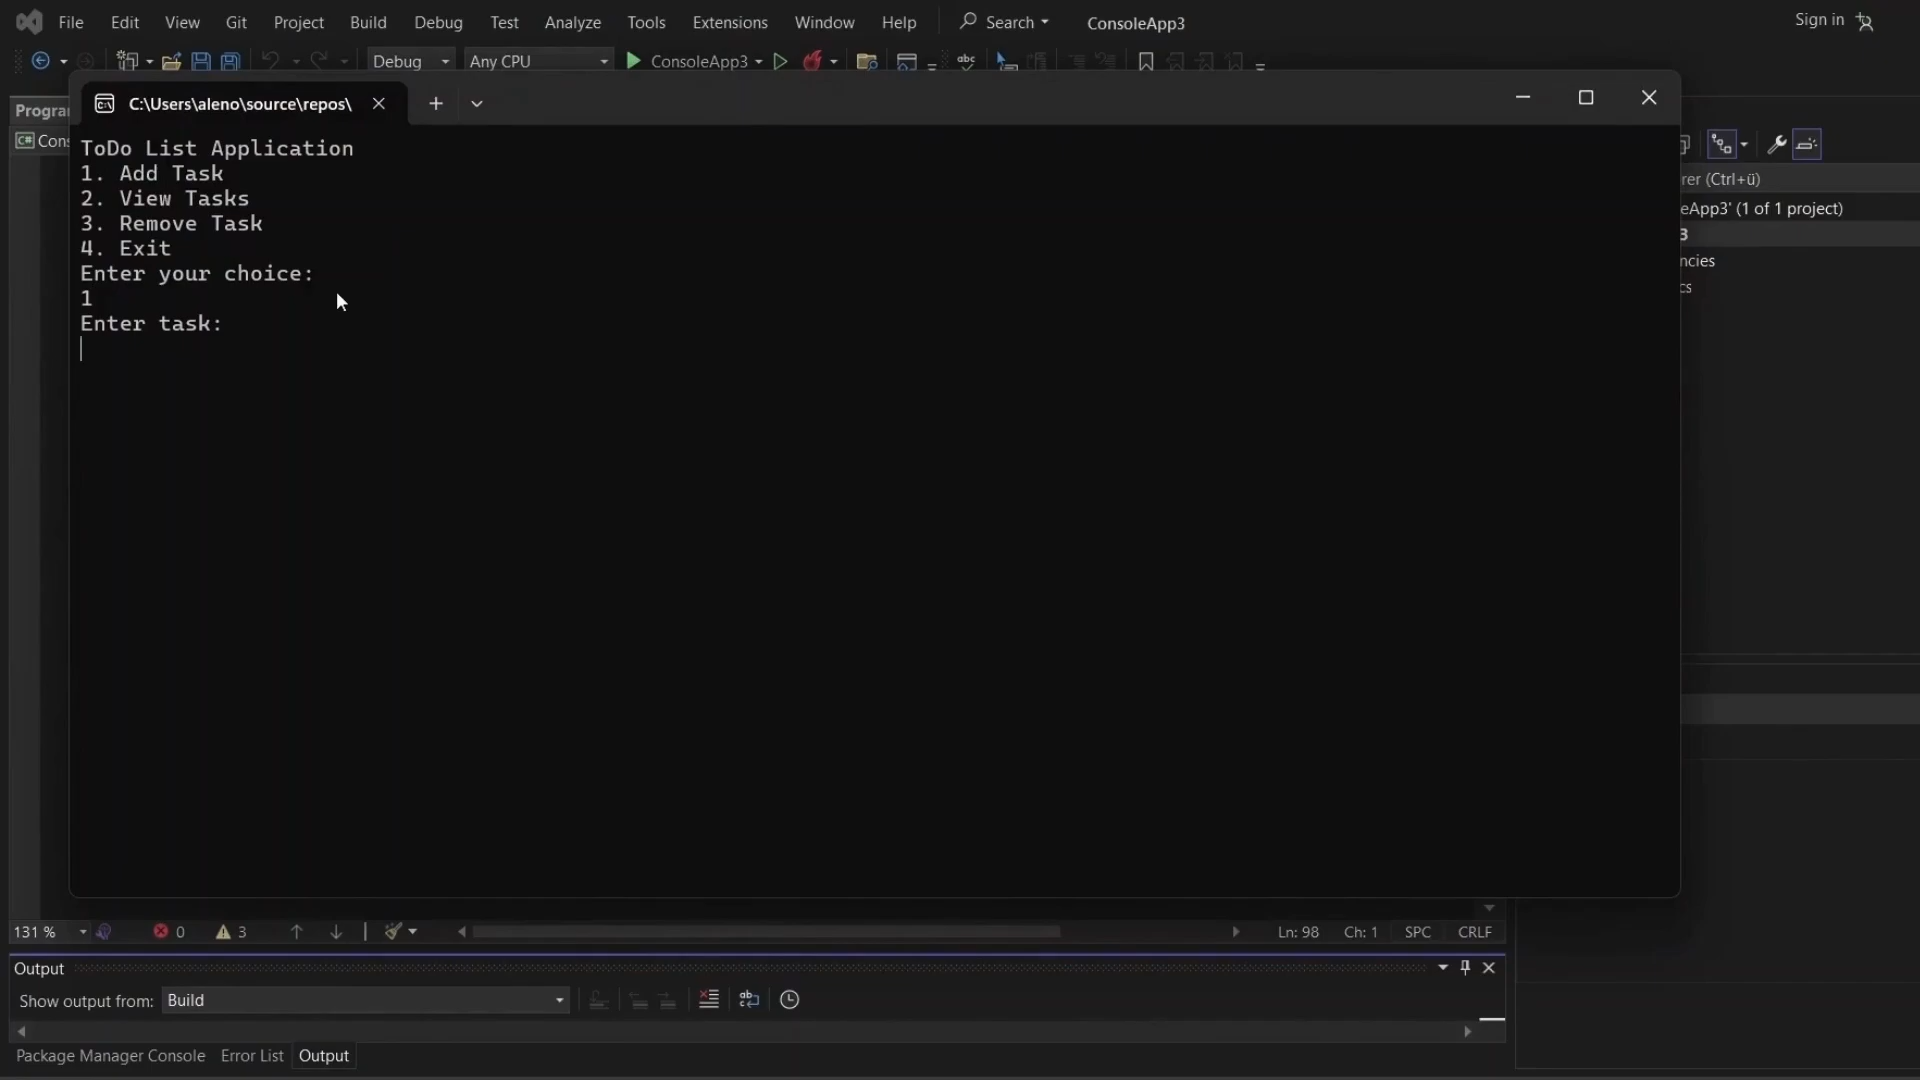 File Edit View Git Project Build Debug Test Analyze Tools Extensions Window Help Search ConsoleApp3 Sign in
Debug Any CPU ConsoleApp3
C:\Users\aleno\source\repos\
ToDo List Application
1. Add Task
2. View Tasks
3. Remove Task
4. Exit
Enter your choice:
1
Enter task:
rer (Ctrl+ü)
eApp3' (1 of 1 project)
3
ncies
cs
131 % 0 3 Ln: 98 Ch: 1 SPC CRLF
Output
Show output from: Build
Package Manager Console Error List Output